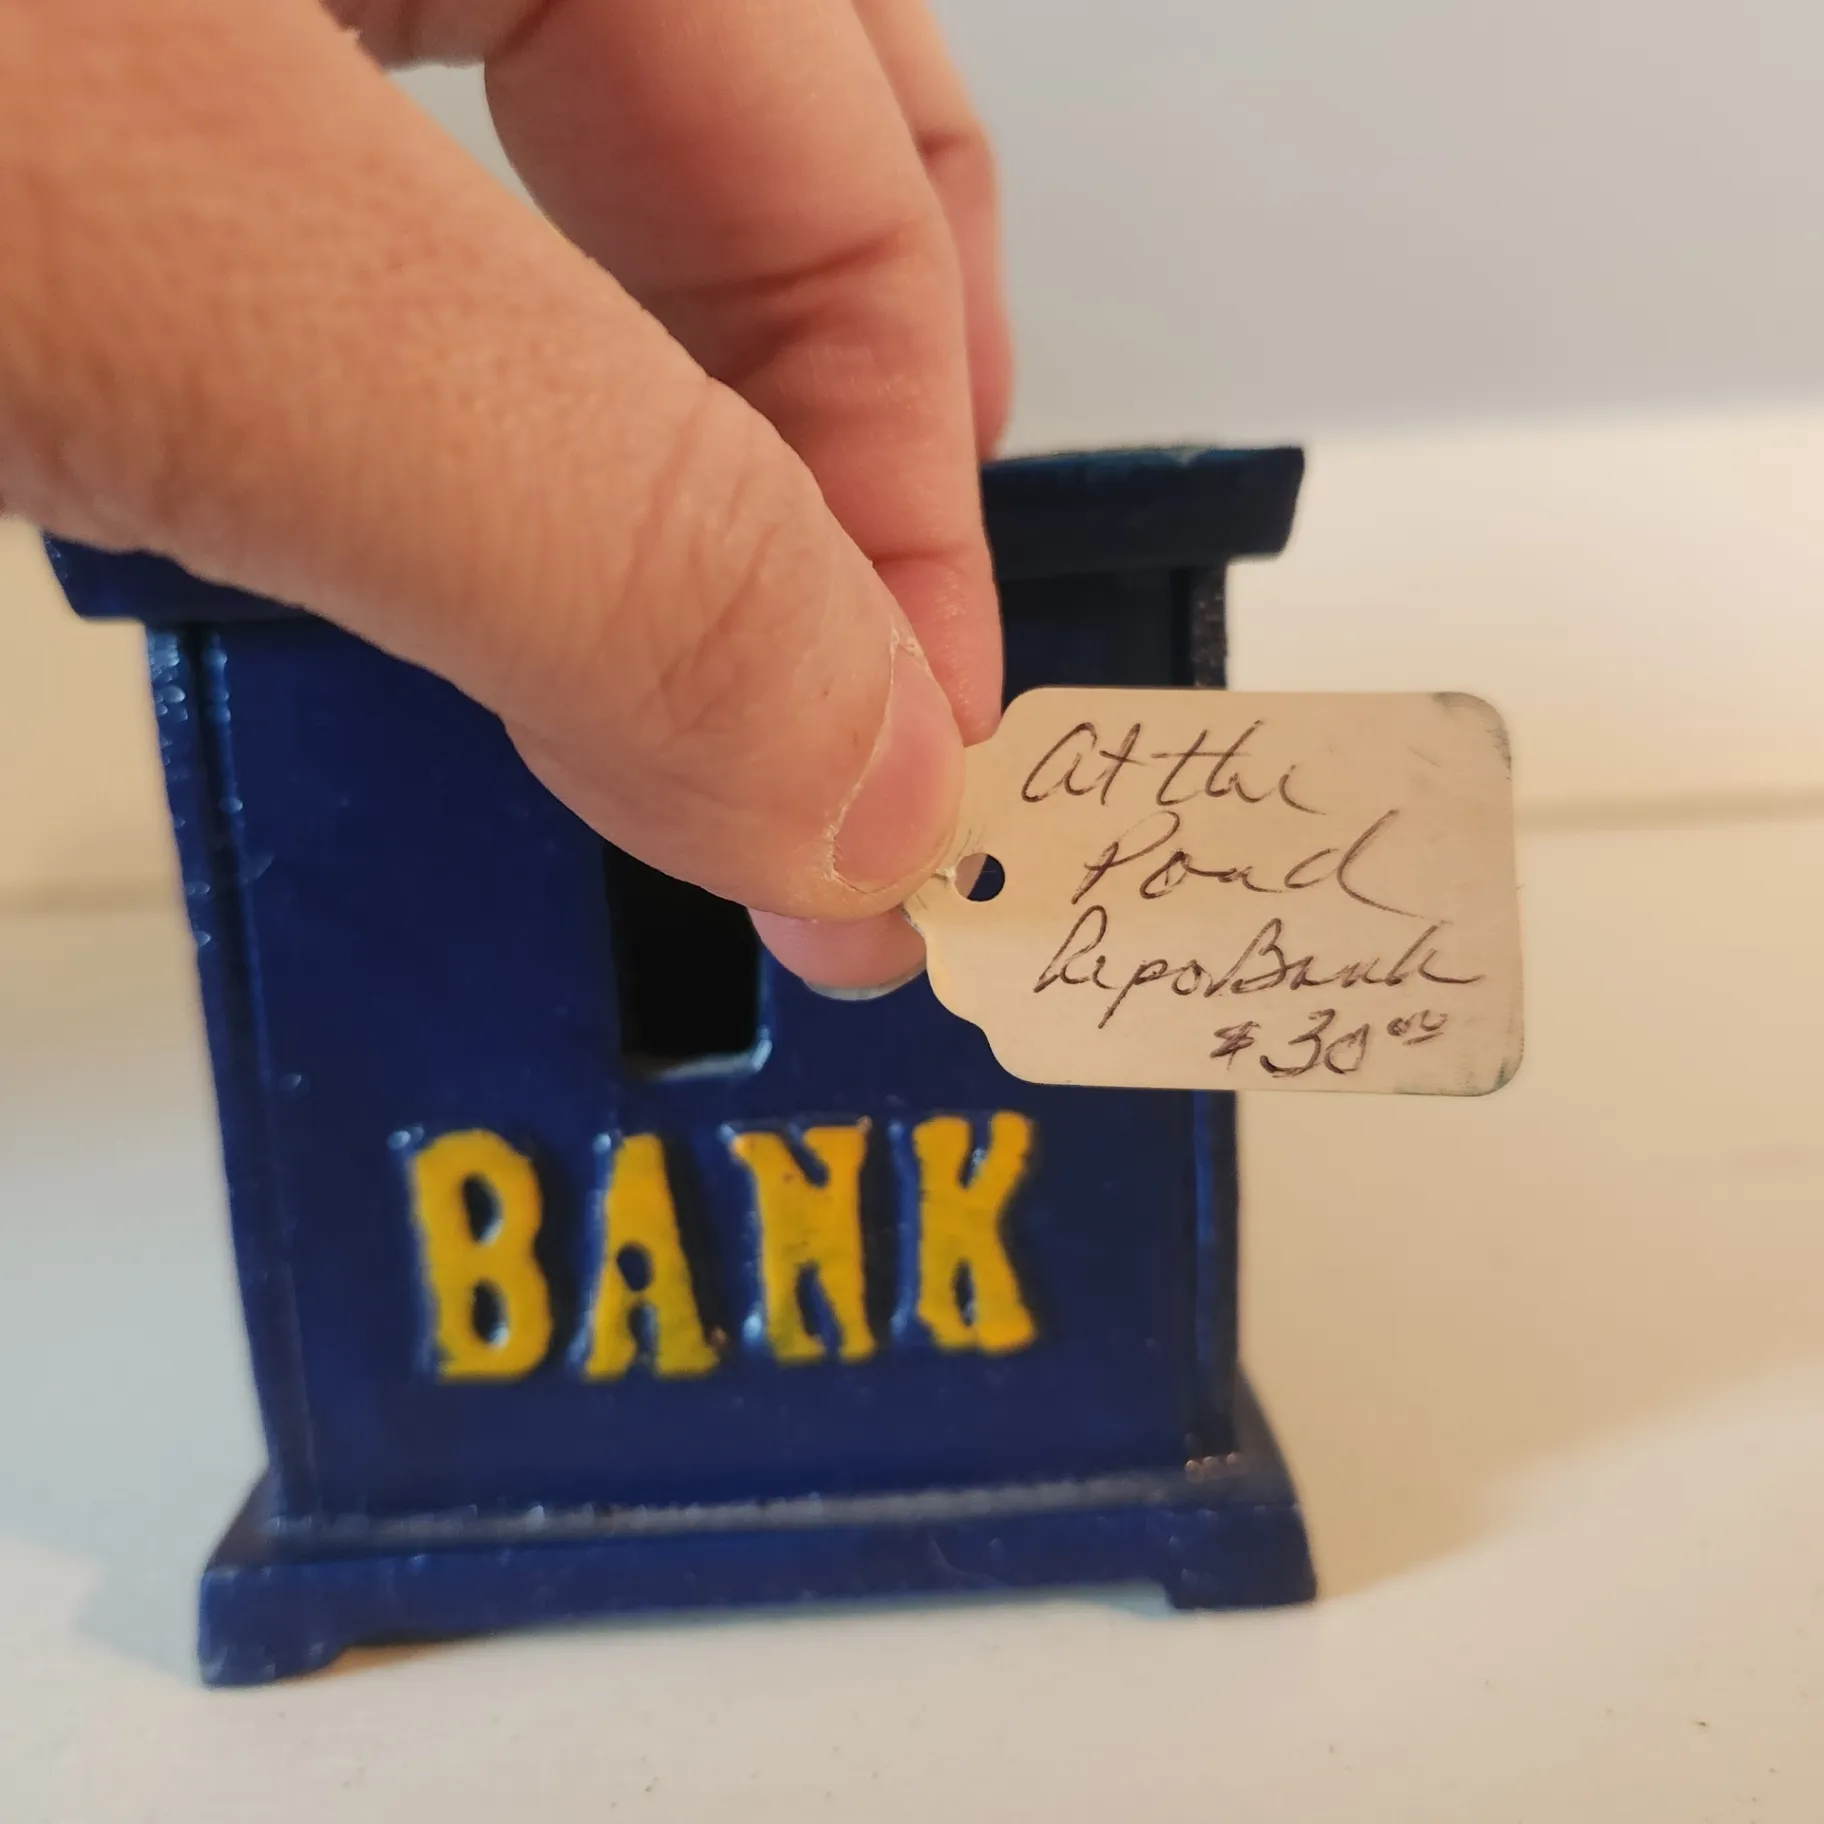 At the
Pond
Repo Bank
$30.00
BANK